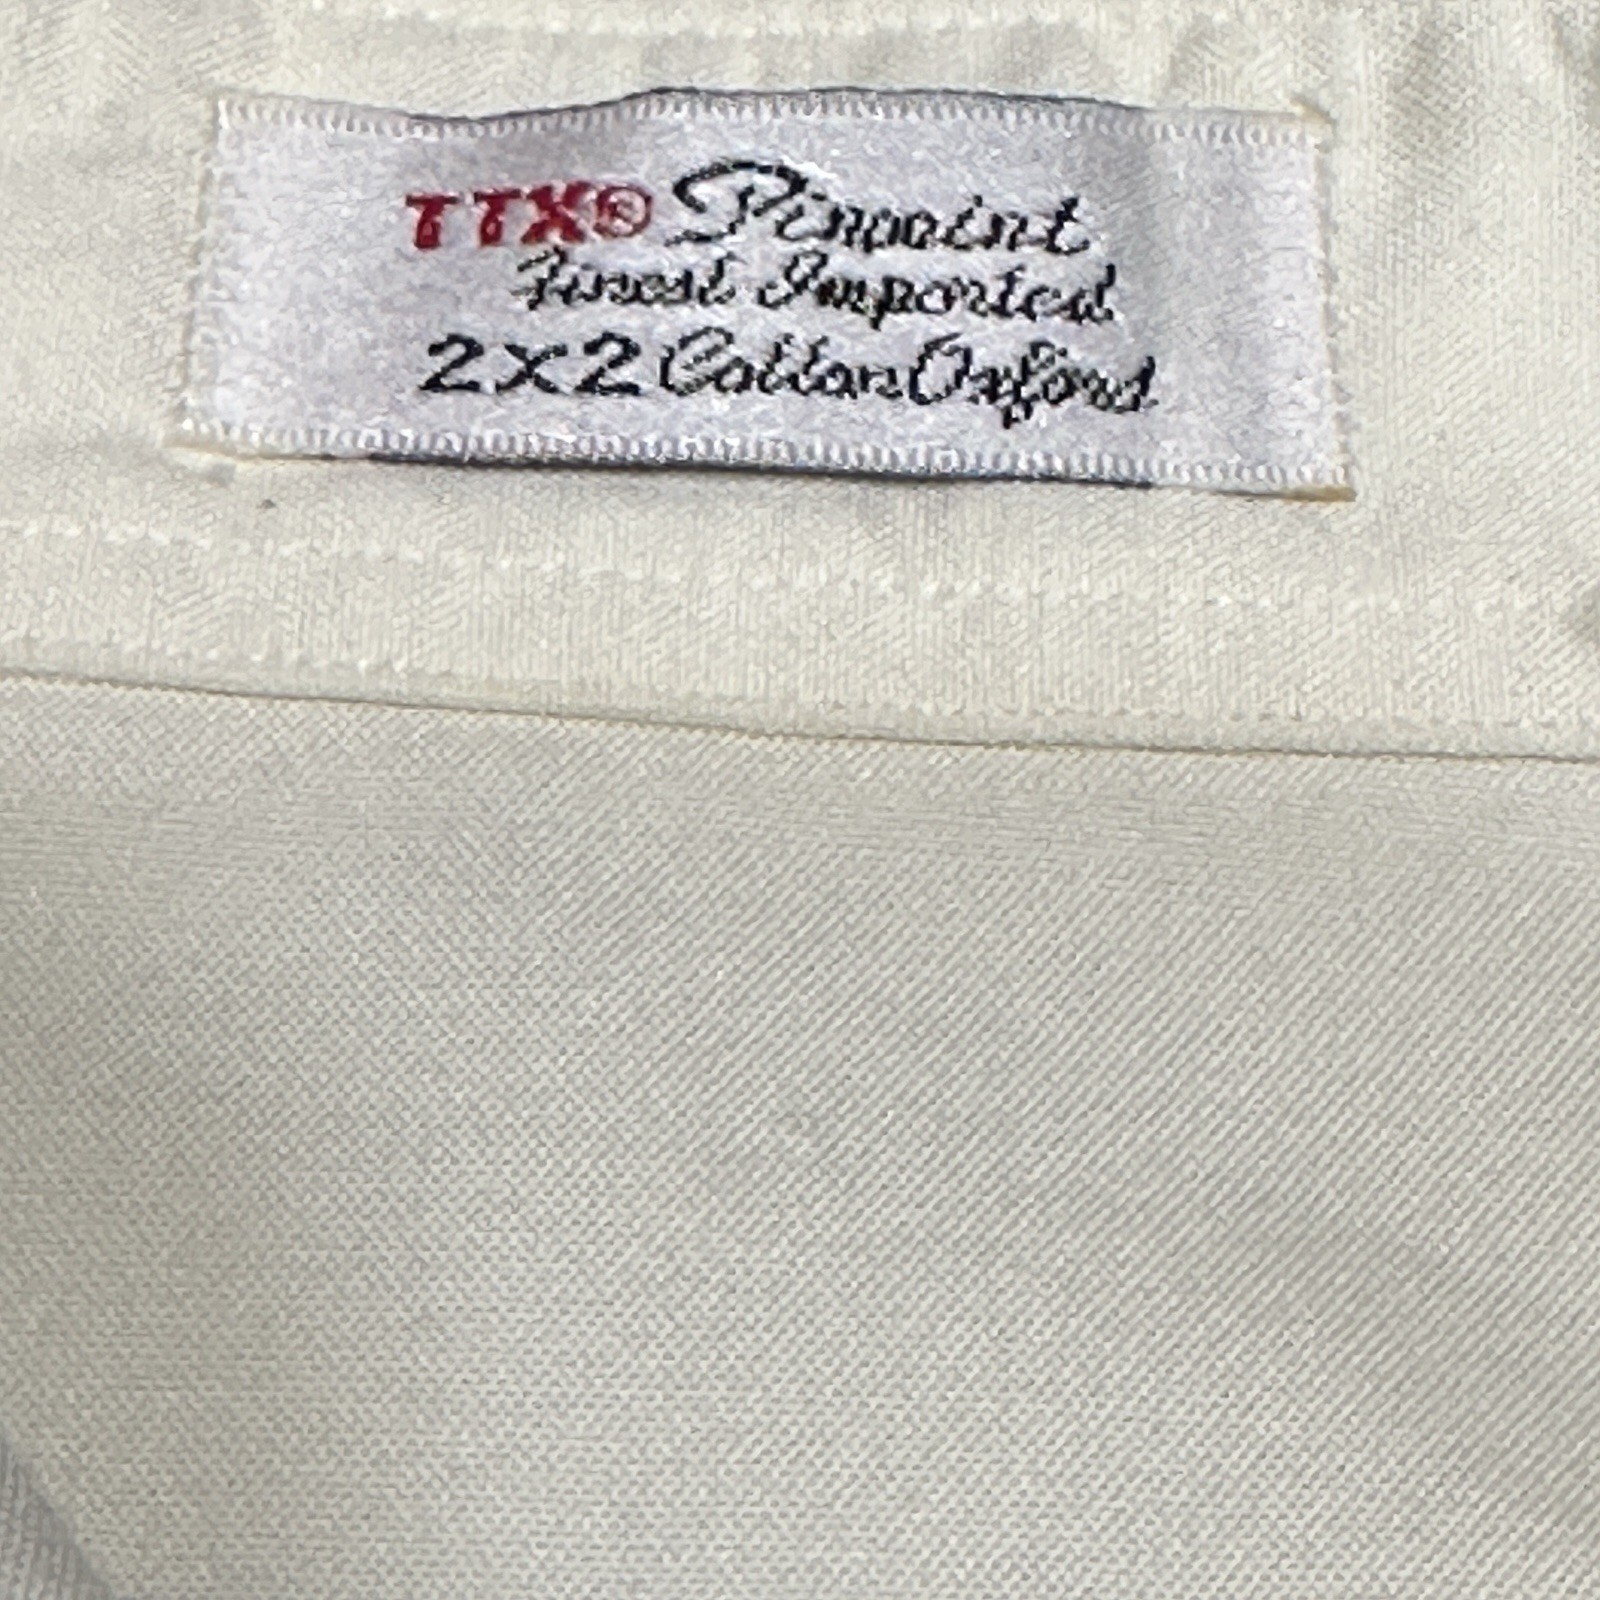 TTX® Pinpoint
Finest Imported
2X2 Cotton Oxford